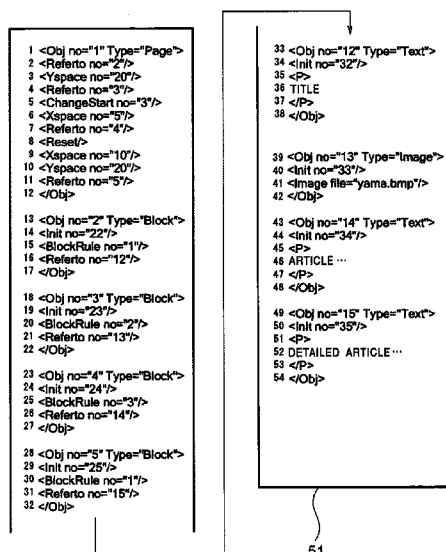 1 <Obj no="1" Type="Page">
2 <Referto no="2"/>
3 <Yspace no="20"/>
4 <Referto no="3"/>
5 <ChangeStart no="3"/>
6 <Xspace no="5"/>
7 <Referto no="4"/>
8 <Reset/>
9 <Xspace no="10"/>
10 <Yspace no="20"/>
11 <Referto no="5"/>
12 </Obj>
13 <Obj no="2" Type="Block">
14 <Init no="22"/>
15 <BlockRule no="1"/>
16 <Referto no="12"/>
17 </Obj>
18 <Obj no="3" Type="Block">
19 <Init no="23"/>
20 <BlockRule no="2"/>
21 <Referto no="13"/>
22 </Obj>
23 <Obj no="4" Type="Block">
24 <Init no="24"/>
25 <BlockRule no="3"/>
26 <Referto no="14"/>
27 </Obj>
28 <Obj no="5" Type="Block">
29 <Init no="25"/>
30 <BlockRule no="1"/>
31 <Referto no="15"/>
32 </Obj>
33 <Obj no="12" Type="Text">
34 <Init no="32"/>
35 <P>
36 TITLE
37 </P>
38 </Obj>
39 <Obj no="13" Type="Image">
40 <Init no="33"/>
41 <Image file="yama.bmp"/>
42 </Obj>
43 <Obj no="14" Type="Text">
44 <Init no="34"/>
45 <P>
46 ARTICLE ···
47 </P>
48 </Obj>
49 <Obj no="15" Type="Text">
50 <Init no="35"/>
51 <P>
52 DETAILED ARTICLE ···
53 </P>
54 </Obj>
51